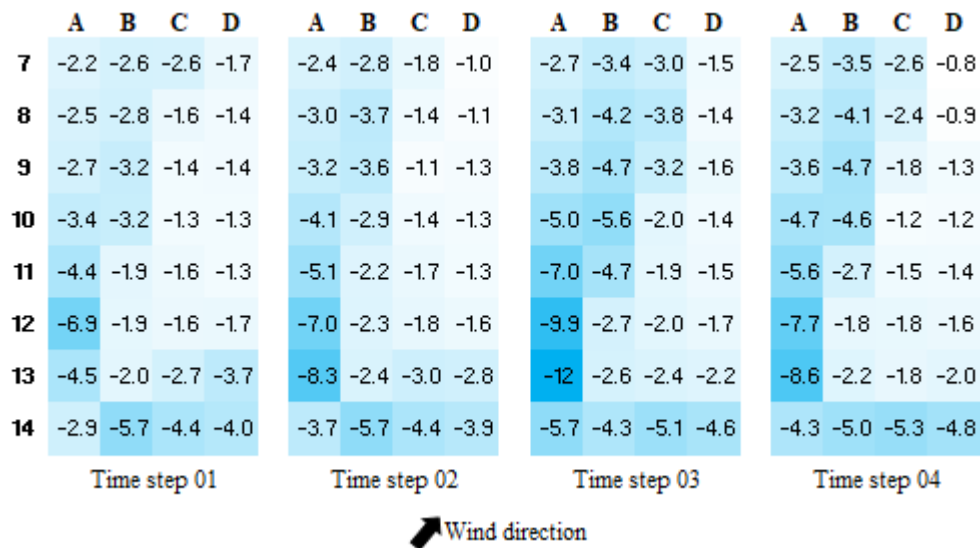 A B C D A B C D A B C D A B C D
7 -2.2 -2.6 -2.6 -1.7 -2.4 -2.8 -1.8 -1.0 -2.7 -3.4 -3.0 -1.5 -2.5 -3.5 -2.6 -0.8
8 -2.5 -2.8 -1.6 -1.4 -3.0 -3.7 -1.4 -1.1 -3.1 -4.2 -3.8 -1.4 -3.2 -4.1 -2.4 -0.9
9 -2.7 -3.2 -1.4 -1.4 -3.2 -3.6 -1.1 -1.3 -3.8 -4.7 -3.2 -1.6 -3.6 -4.7 -1.8 -1.3
10 -3.4 -3.2 -1.3 -1.3 -4.1 -2.9 -1.4 -1.3 -5.0 -5.6 -2.0 -1.4 -4.7 -4.6 -1.2 -1.2
11 -4.4 -1.9 -1.6 -1.3 -5.1 -2.2 -1.7 -1.3 -7.0 -4.7 -1.9 -1.5 -5.6 -2.7 -1.5 -1.4
12 -6.9 -1.9 -1.6 -1.7 -7.0 -2.3 -1.8 -1.6 -9.9 -2.7 -2.0 -1.7 -7.7 -1.8 -1.8 -1.6
13 -4.5 -2.0 -2.7 -3.7 -8.3 -2.4 -3.0 -2.8 -12 -2.6 -2.4 -2.2 -8.6 -2.2 -1.8 -2.0
14 -2.9 -5.7 -4.4 -4.0 -3.7 -5.7 -4.4 -3.9 -5.7 -4.3 -5.1 -4.6 -4.3 -5.0 -5.3 -4.8
Time step 01 Time step 02 Time step 03 Time step 04
Wind direction